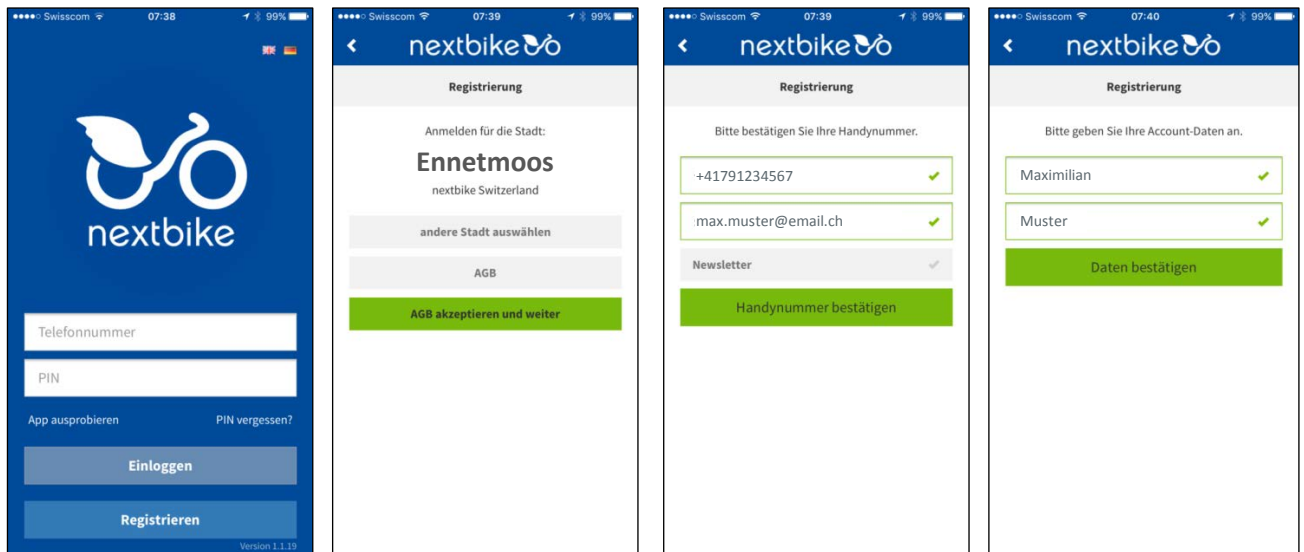 Swisscom 07:38 99%
nextbike
Telefonnummer
PIN
App ausprobieren PIN vergessen?
Einloggen
Registrieren
Version 1.1.19
Swisscom 07:39 99%
nextbike
Registrierung
Anmelden für die Stadt:
Ennetmoos
nextbike Switzerland
andere Stadt auswählen
AGB
AGB akzeptieren und weiter
Swisscom 07:39 99%
nextbike
Registrierung
Bitte bestätigen Sie Ihre Handynummer.
+41791234567
max.muster@email.ch
Newsletter
Handynummer bestätigen
Swisscom 07:40 99%
nextbike
Registrierung
Bitte geben Sie Ihre Account-Daten an.
Maximilian
Muster
Daten bestätigen